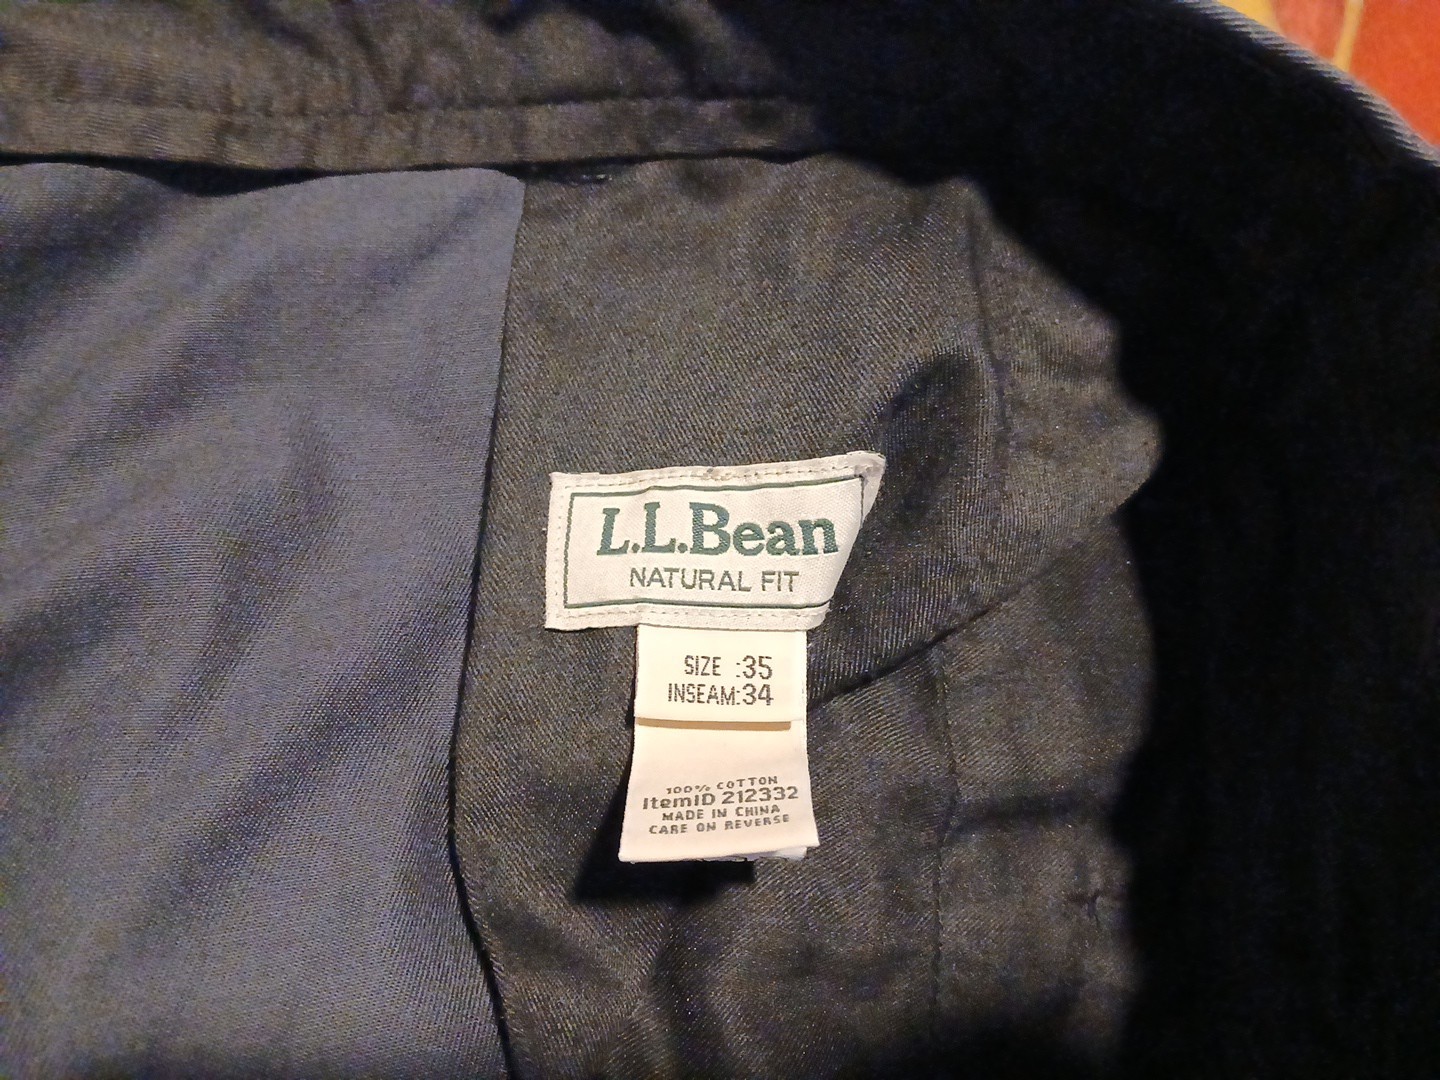 L.L.Bean
NATURAL FIT
SIZE :35
INSEAM:34
100% COTTON
ItemID 212332
MADE IN CHINA
CARE ON REVERSE